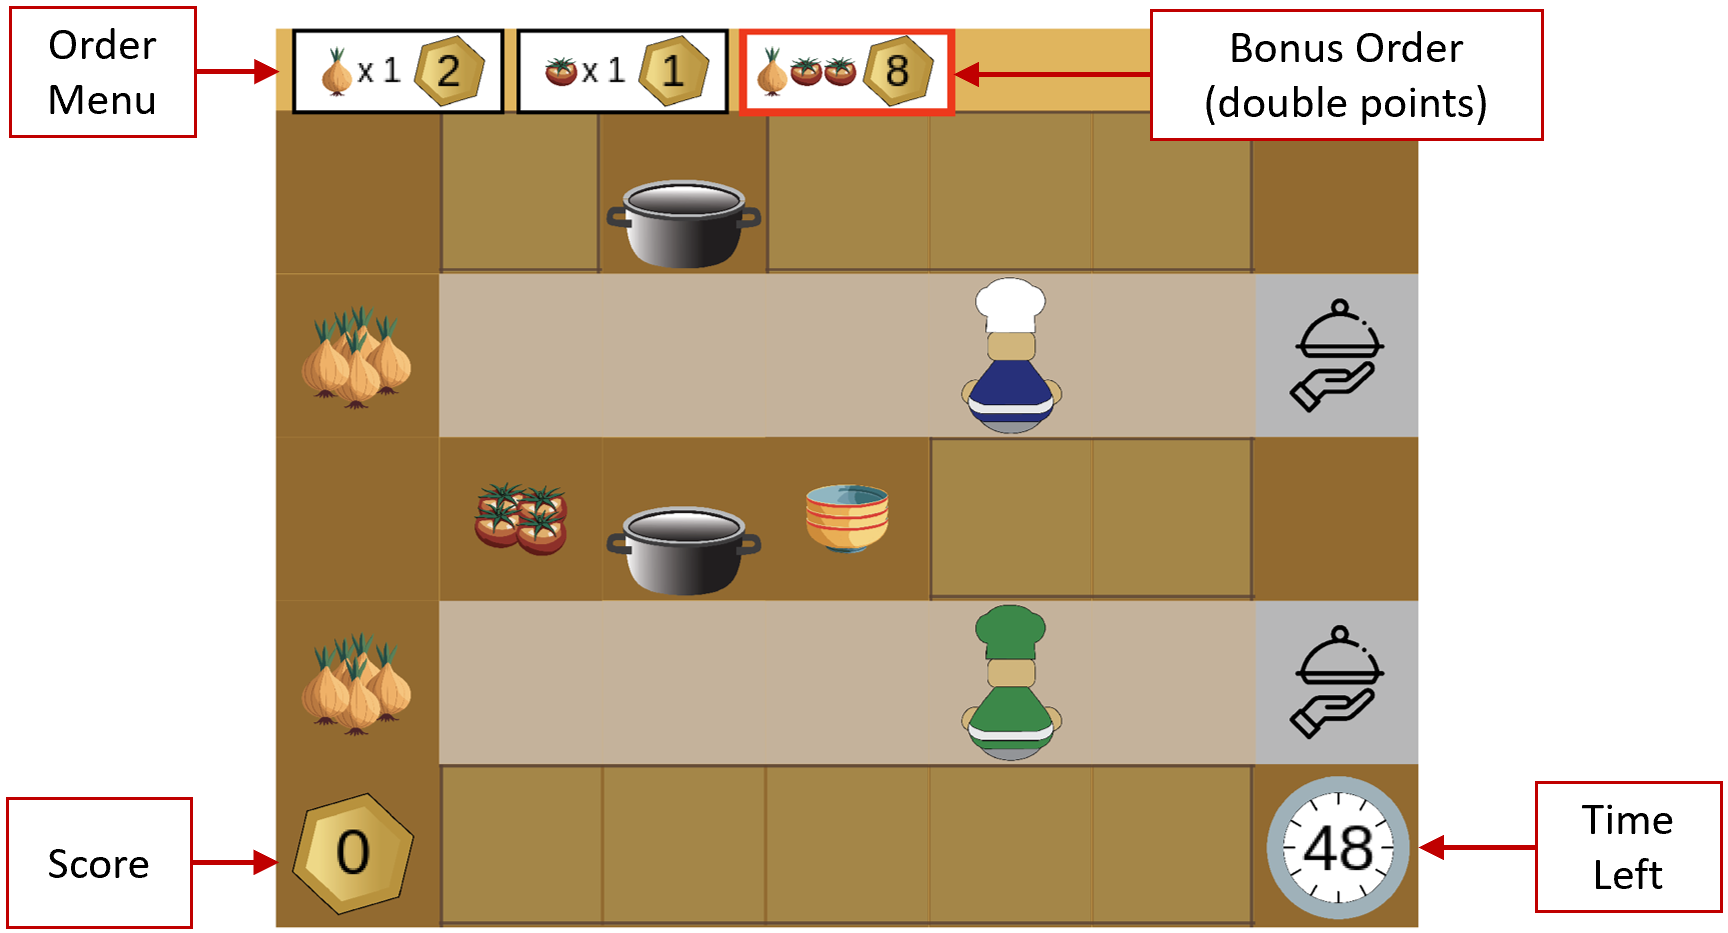 Order
Menu
x 1 2
x 1 1
8
Bonus Order
(double points)
Score
0
48
Time
Left